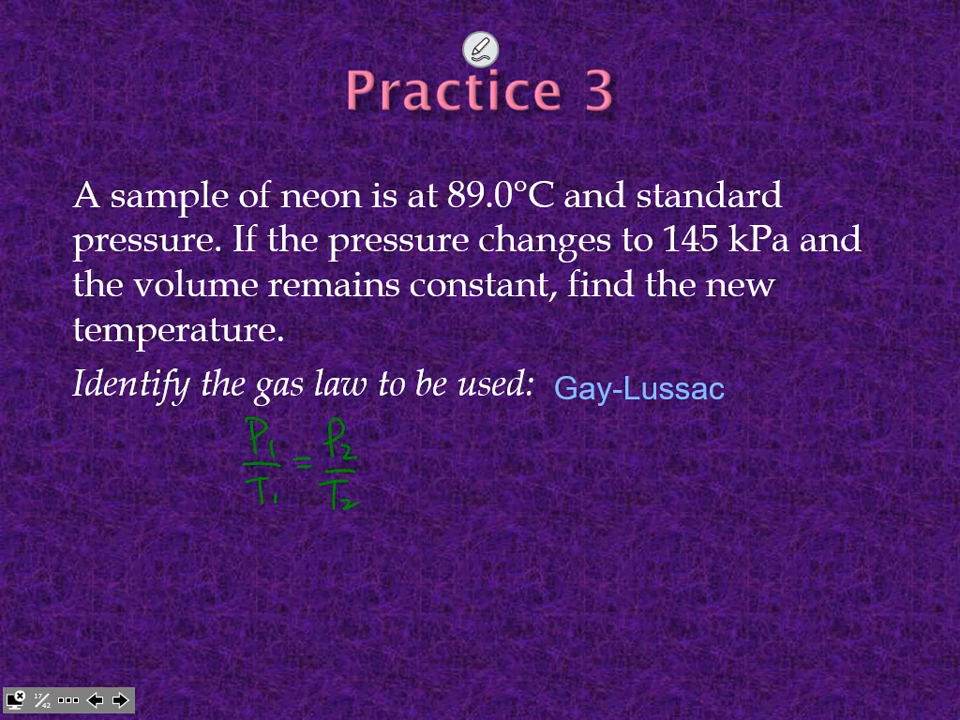 Practice 3
A sample of neon is at 89.0°C and standard
pressure. If the pressure changes to 145 kPa and
the volume remains constant, find the new
temperature.
Identify the gas law to be used: Gay-Lussac
P₁/T₁ = P₂/T₂
17/42